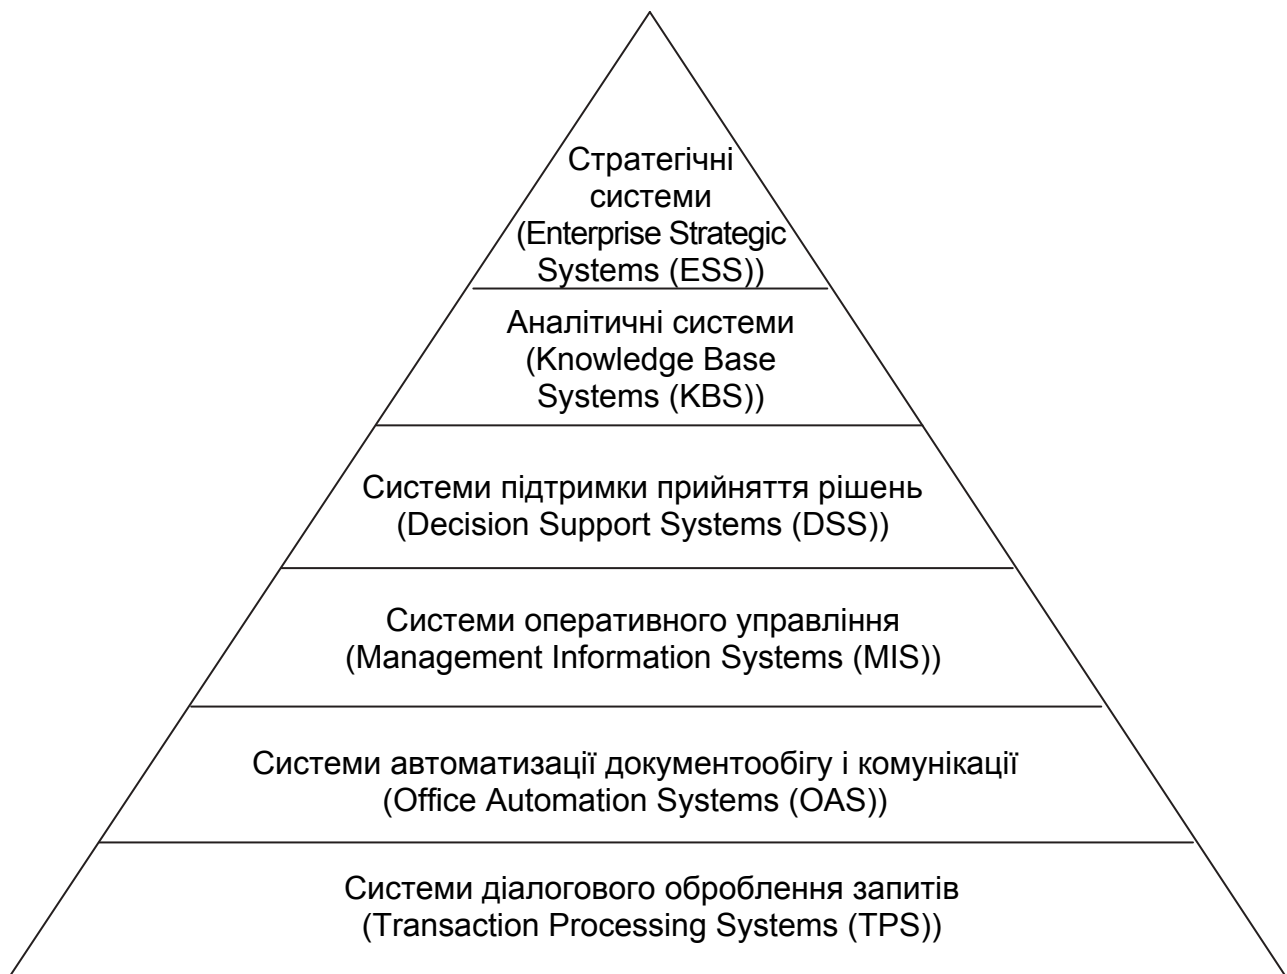 Стратегічні
системи
(Enterprise Strategic
Systems (ESS))
Аналітичні системи
(Knowledge Base
Systems (KBS))
Системи підтримки прийняття рішень
(Decision Support Systems (DSS))
Системи оперативного управління
(Management Information Systems (MIS))
Системи автоматизації документообігу і комунікації
(Office Automation Systems (OAS))
Системи діалогового оброблення запитів
(Transaction Processing Systems (TPS))